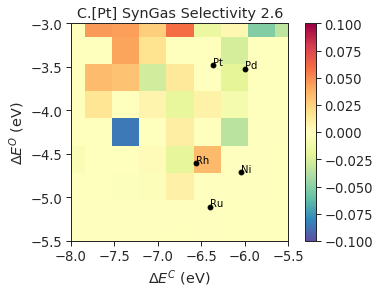 C.[Pt] SynGas Selectivity 2.6
-3.0
-3.5
-4.0
-4.5
-5.0
-5.5
ΔE^O (eV)
Pt
Pd
Rh
Ni
Ru
-8.0 -7.5 -7.0 -6.5 -6.0 -5.5
ΔE^C (eV)
0.100
0.075
0.050
0.025
0.000
-0.025
-0.050
-0.075
-0.100